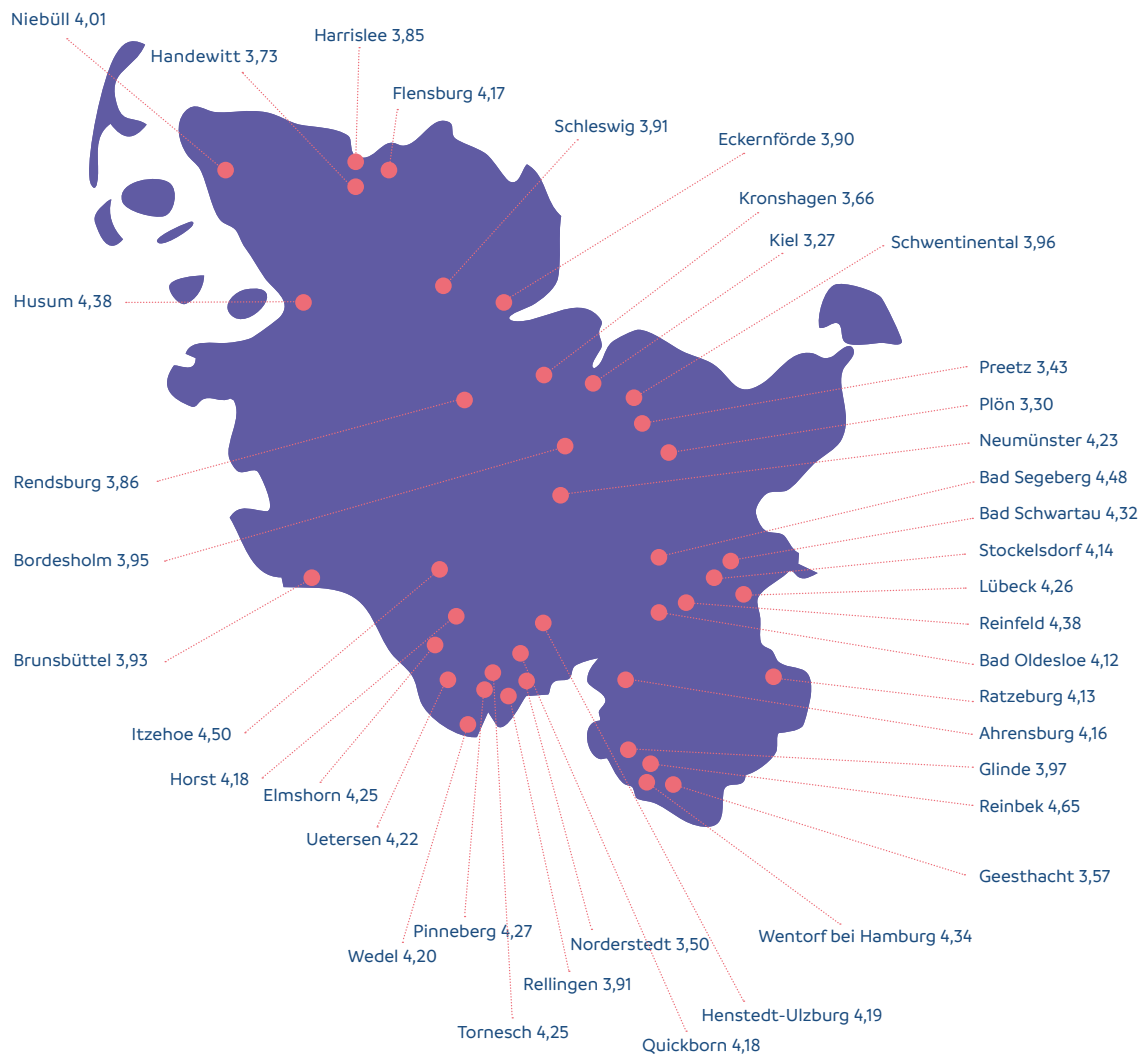 Niebüll 4,01
Harrislee 3,85
Handewitt 3,73
Flensburg 4,17
Schleswig 3,91
Eckernförde 3,90
Kronshagen 3,66
Kiel 3,27
Schwentinental 3,96
Husum 4,38
Preetz 3,43
Plön 3,30
Neumünster 4,23
Bad Segeberg 4,48
Rendsburg 3,86
Bad Schwartau 4,32
Stockelsdorf 4,14
Bordesholm 3,95
Lübeck 4,26
Reinfeld 4,38
Brunsbüttel 3,93
Bad Oldesloe 4,12
Ratzeburg 4,13
Itzehoe 4,50
Ahrensburg 4,16
Glinde 3,97
Horst 4,18
Elmshorn 4,25
Reinbek 4,65
Uetersen 4,22
Geesthacht 3,57
Pinneberg 4,27
Wentorf bei Hamburg 4,34
Norderstedt 3,50
Wedel 4,20
Rellingen 3,91
Henstedt-Ulzburg 4,19
Tornesch 4,25
Quickborn 4,18